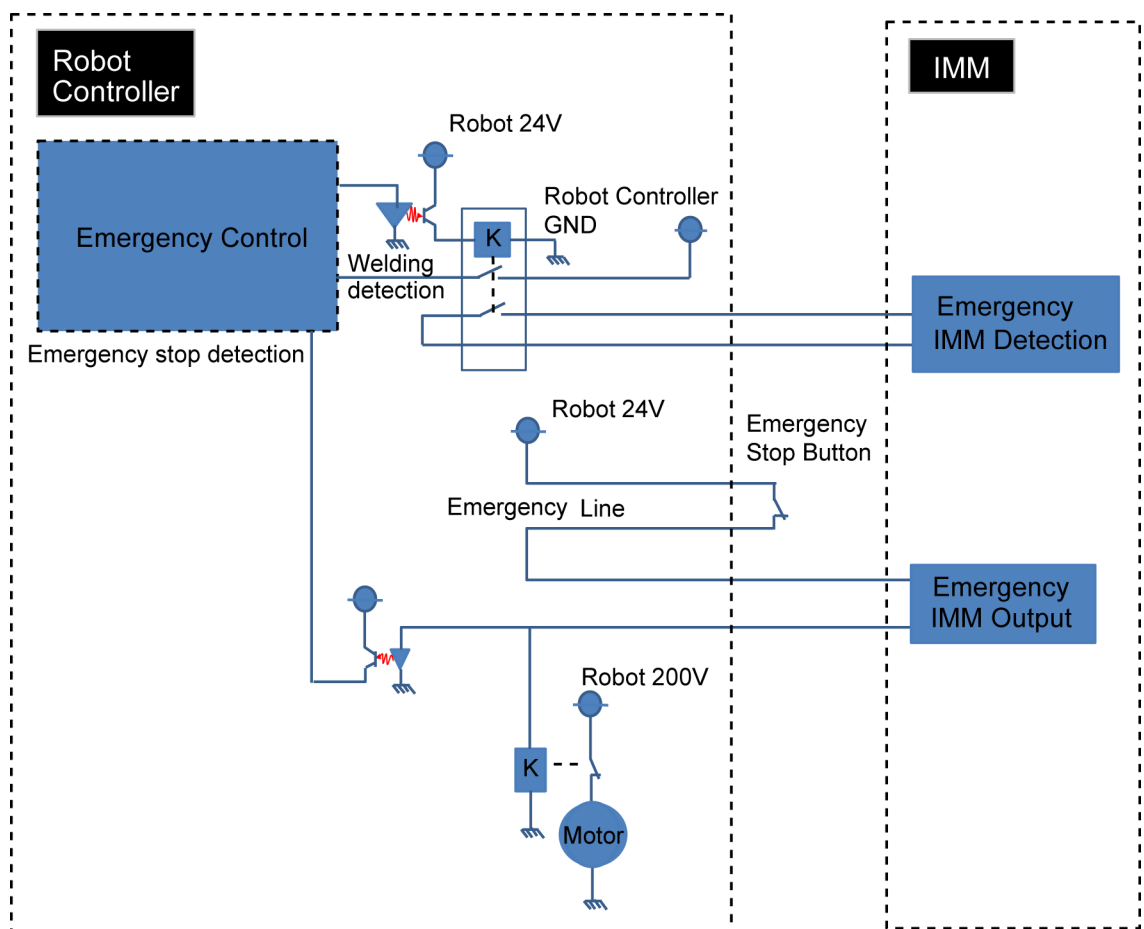 Robot
Controller
IMM
Robot 24V
Emergency Control
Robot Controller
GND
K
Welding
detection
Emergency
IMM Detection
Emergency stop detection
Robot 24V
Emergency
Stop Button
Emergency Line
Emergency
IMM Output
Robot 200V
K
Motor